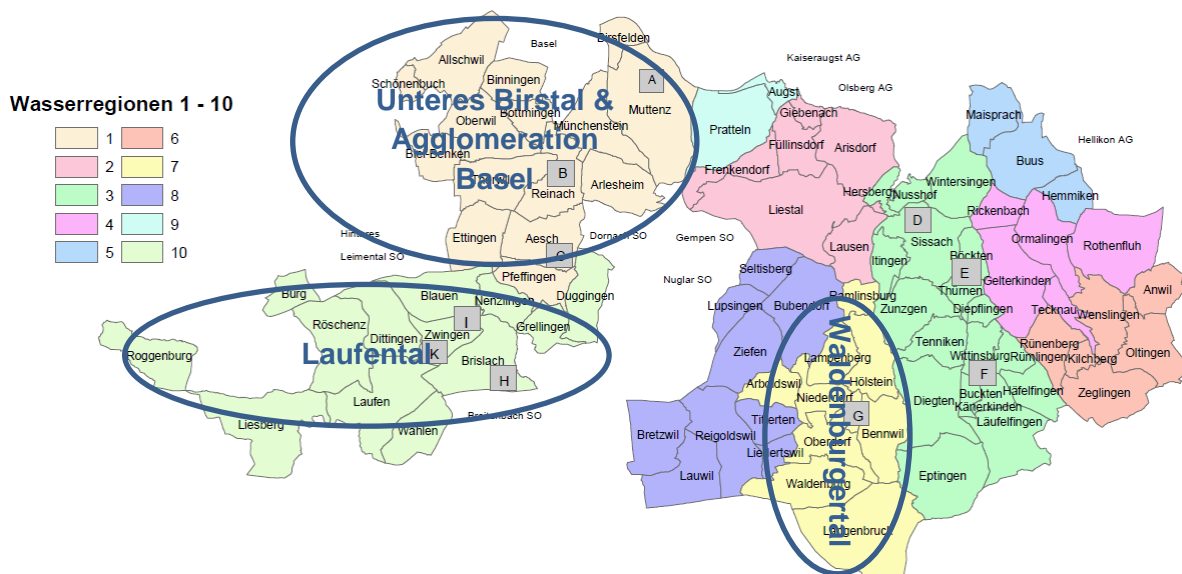 Wasserregionen 1 - 10
1
6
2
7
3
8
4
9
5
10
Unteres Birstal &
Agglomeration
Basel
Laufental
Waldenburgertal
Birsfelden
Basel
Allschwil
A
Kaiseraugst AG
Schönenbuch
Binningen
Augst
Olsberg AG
Muttenz
Giebenach
Maisprach
Oberwil
Bottmingen
Münchenstein
Pratteln
Füllinsdorf
Arisdorf
Hellikon AG
Biel-Benken
Buus
Therwil
B
Frenkendorf
Wintersingen
Reinach
Arlesheim
Hersberg
Nusshof
Hemmiken
Liestal
Rickenbach
D
Hinteres
Leimental SO
Ettingen
Aesch
Dornach SO
Gempen SO
Lausen
Sissach
Ormalingen
Rothenfluh
C
Itingen
Böckten
E
Pfeffingen
Nuglar SO
Seltisberg
Gelterkinden
Anwil
Burg
Blauen
Nenzlingen
Duggingen
Lupsingen
Bubendorf
Ramlinsburg
Zunzgen
Thürnen
Diepflingen
Tecknau
Wenslingen
Röschenz
I
Grellingen
Dittingen
Zwingen
K
Ziefen
Lampenberg
Tenniken
Wittinsburg
Rünenberg
Rümlingen
Kilchberg
Oltingen
Roggenburg
Brislach
H
Arboldswil
Hölstein
F
Niederdorf
Diegten
Buckten
Häfelfingen
Zeglingen
Laufen
Breitenbach SO
G
Känerkinden
Liesberg
Wahlen
Titterten
Läufelfingen
Bretzwil
Reigoldswil
Oberdorf
Bennwil
Liedertswil
Lauwil
Waldenburg
Eptingen
Langenbruck